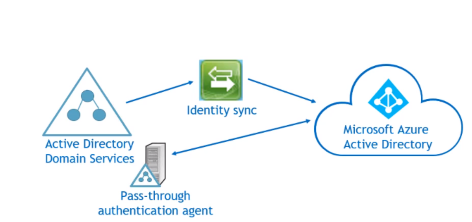 Identity sync
Active Directory
Domain Services
Microsoft Azure
Active Directory
Pass-through
authentication agent